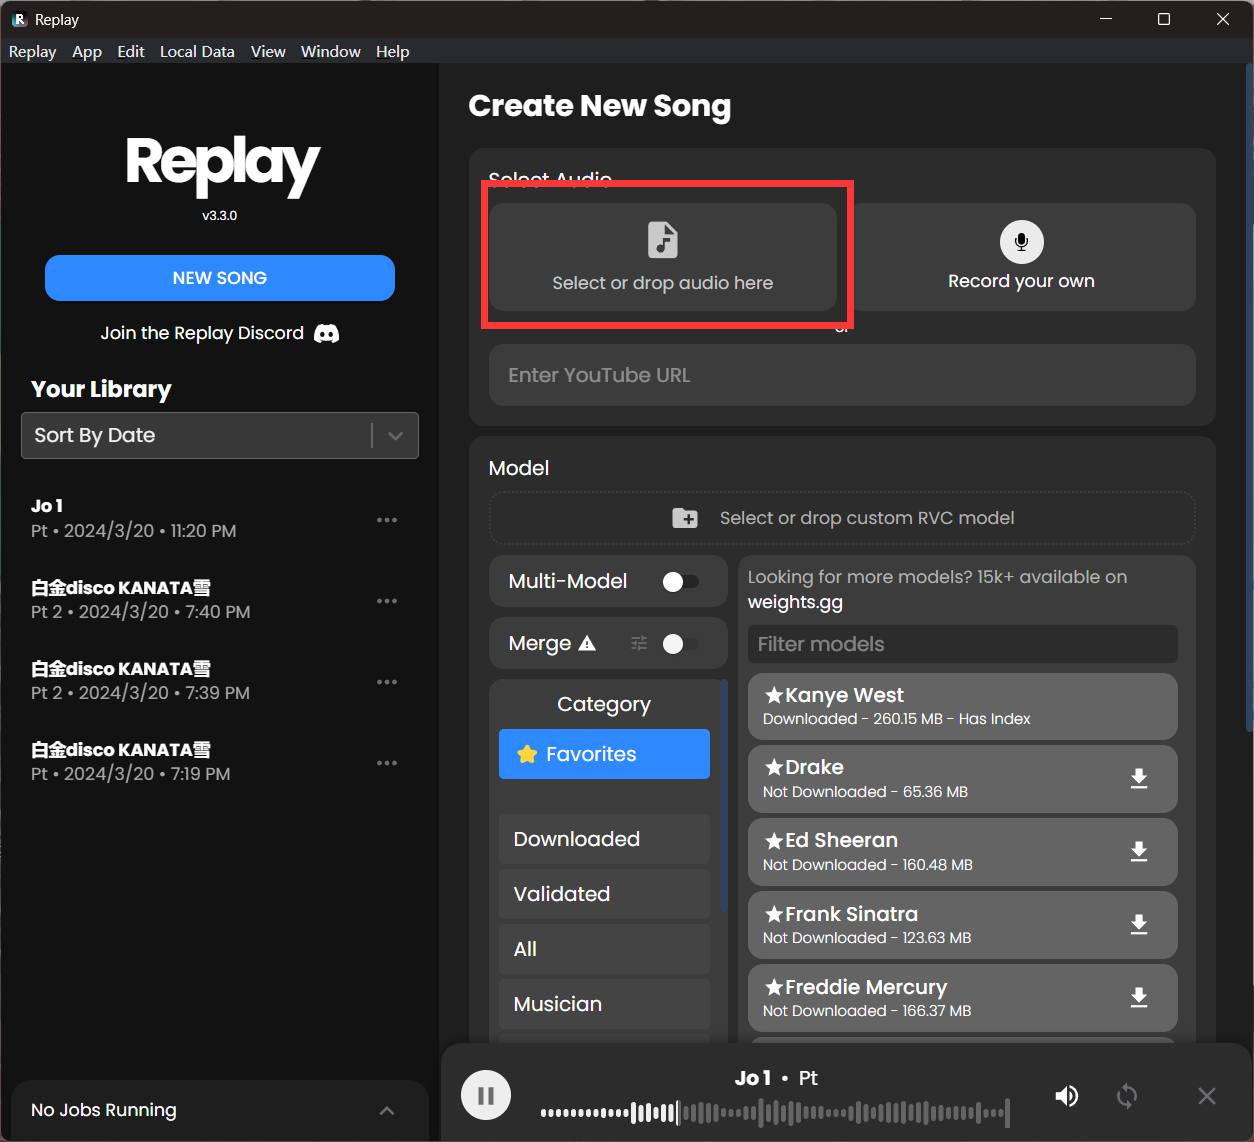 Replay
Replay App Edit Local Data View Window Help
Replay
v3.3.0
NEW SONG
Join the Replay Discord
Your Library
Sort By Date
Jo 1
Pt • 2024/3/20 • 11:20 PM
白金disco KANATA雪
Pt 2 • 2024/3/20 • 7:40 PM
白金disco KANATA雪
Pt 2 • 2024/3/20 • 7:39 PM
白金disco KANATA雪
Pt • 2024/3/20 • 7:19 PM
No Jobs Running
Create New Song
Select Audio
Select or drop audio here
Record your own
or
Enter YouTube URL
Model
Select or drop custom RVC model
Multi-Model
Merge
Category
Favorites
Downloaded
Validated
All
Musician
Looking for more models? 15k+ available on
weights.gg
Filter models
Kanye West
Downloaded - 260.15 MB - Has Index
Drake
Not Downloaded - 65.36 MB
Ed Sheeran
Not Downloaded - 160.48 MB
Frank Sinatra
Not Downloaded - 123.63 MB
Freddie Mercury
Not Downloaded - 166.37 MB
Jo 1 • Pt